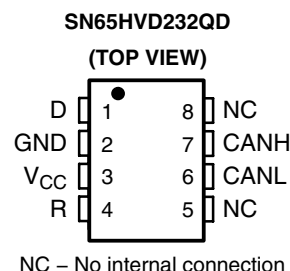 SN65HVD232QD
(TOP VIEW)
D 1 8 NC
GND 2 7 CANH
VCC 3 6 CANL
R 4 5 NC
NC – No internal connection